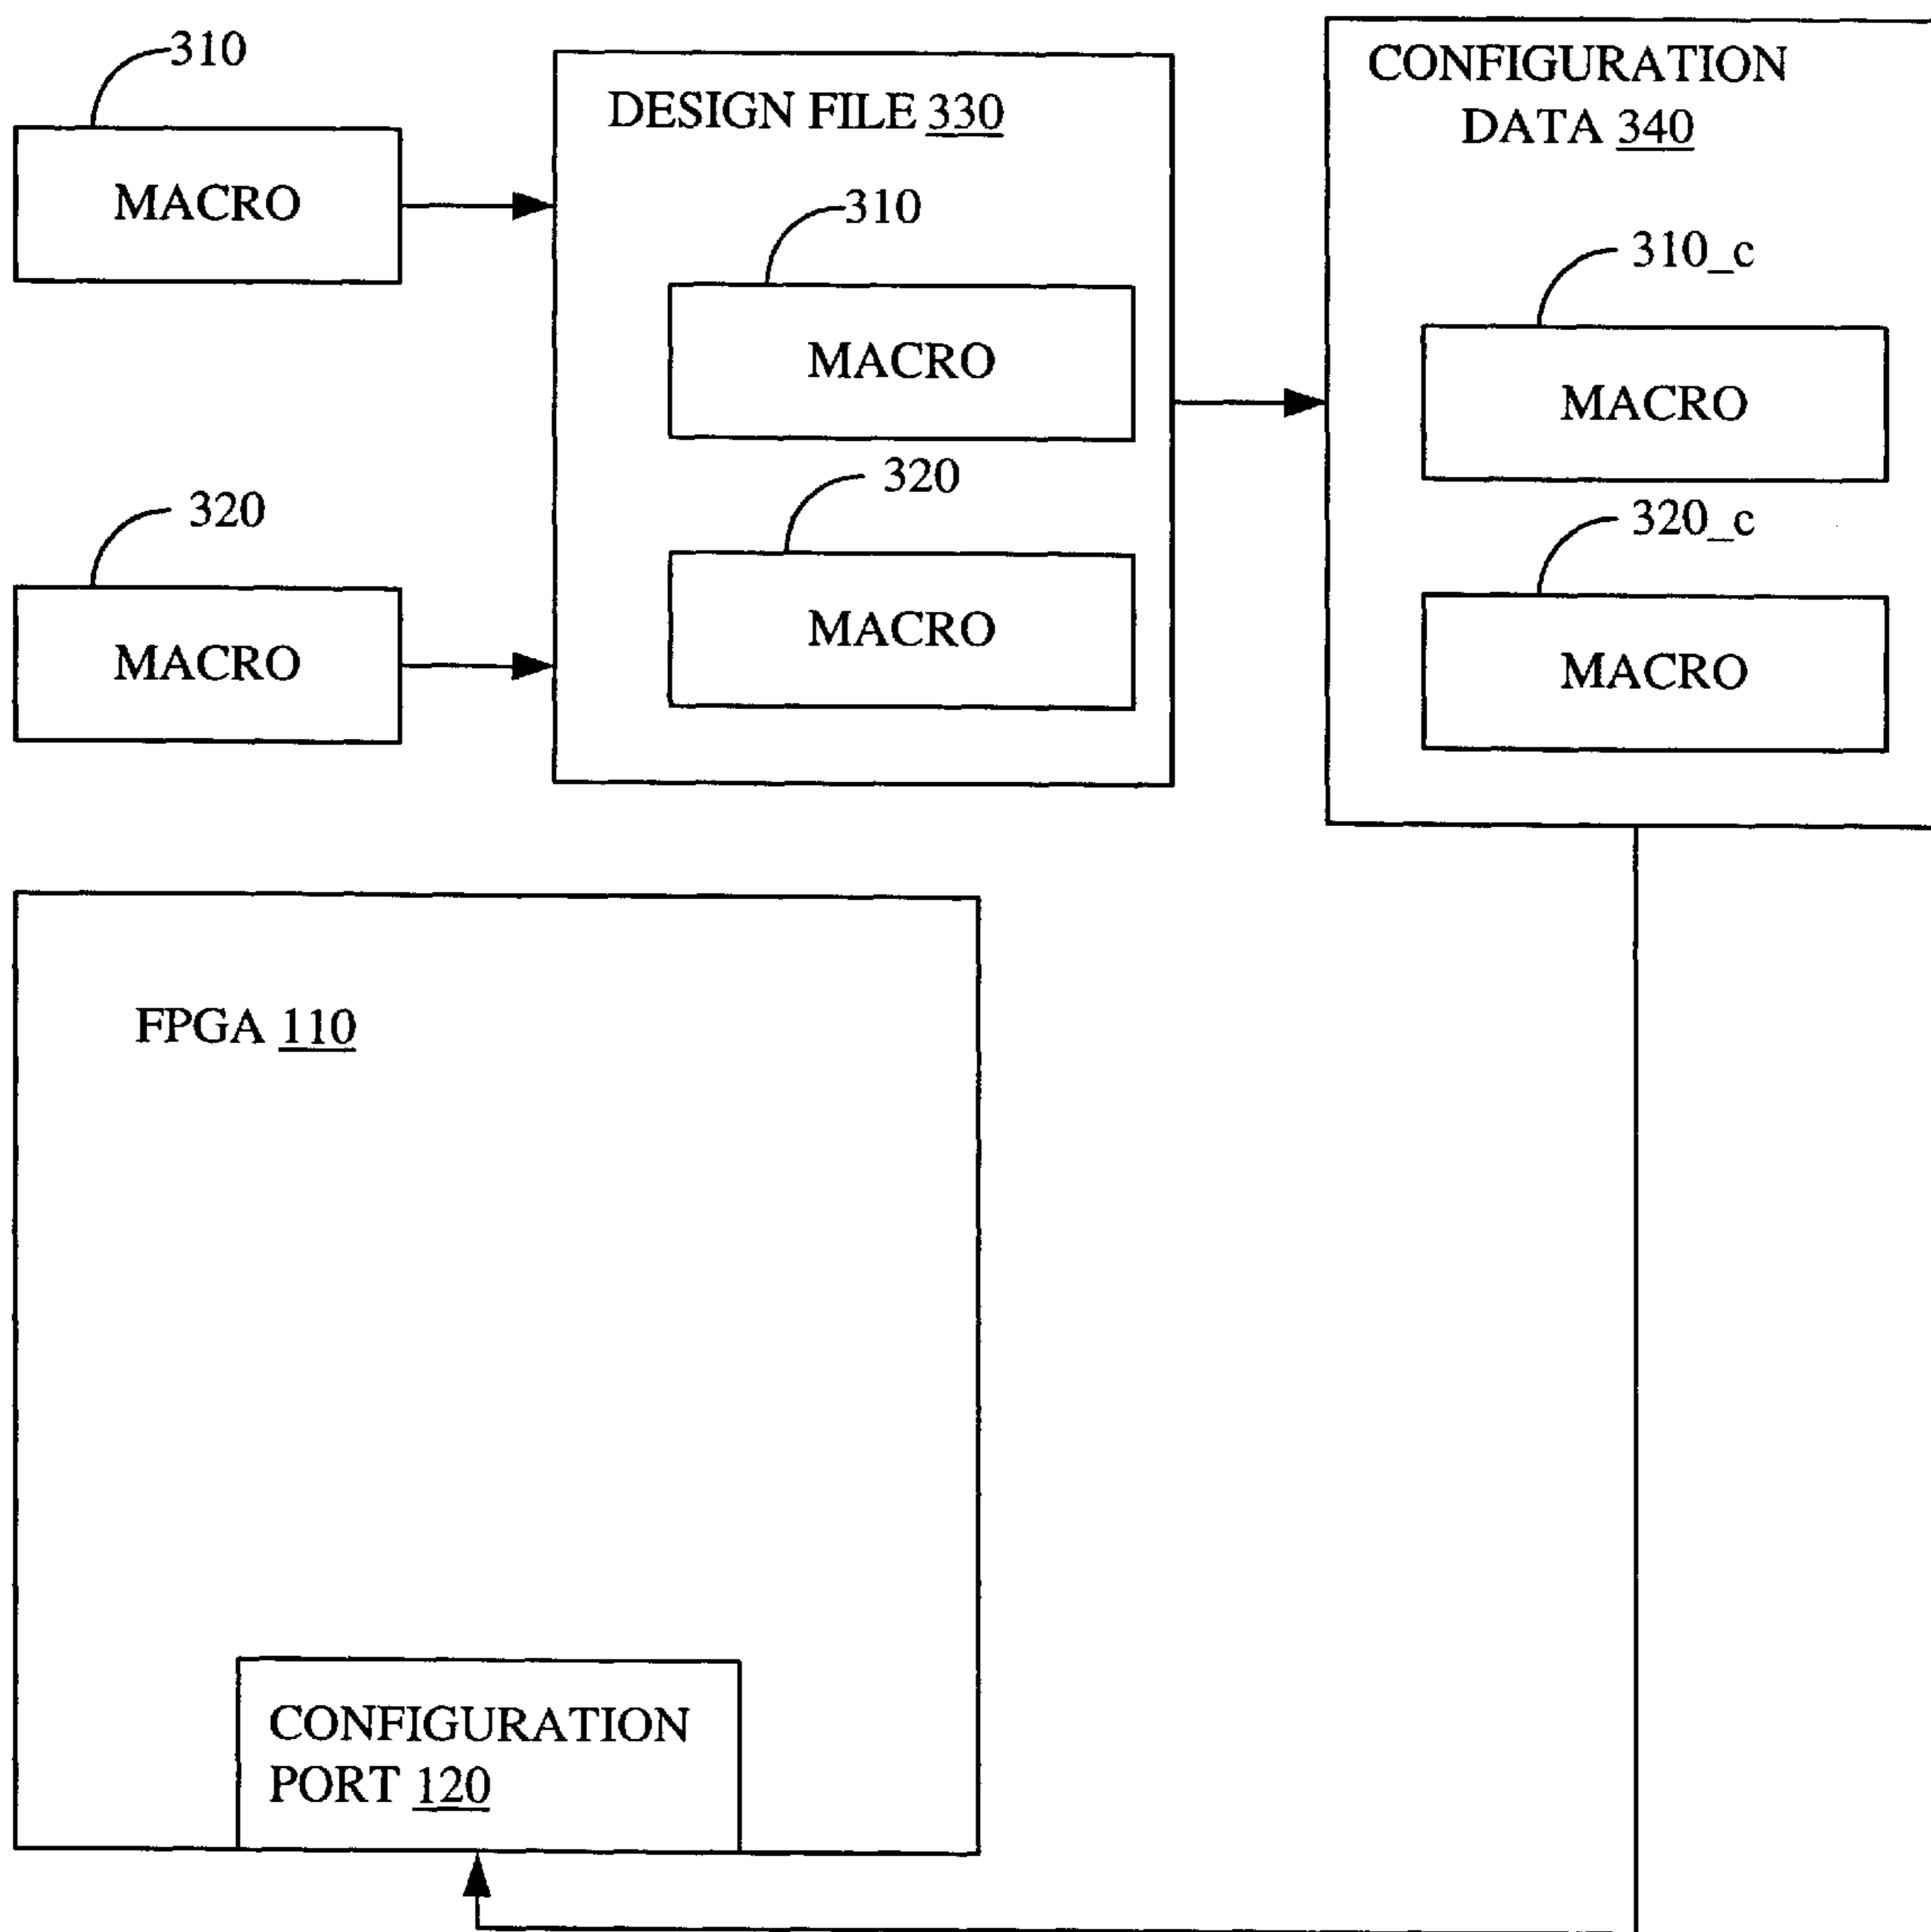 310
MACRO
320
MACRO
DESIGN FILE 330
310
MACRO
320
MACRO
CONFIGURATION
DATA 340
310_c
MACRO
320_c
MACRO
FPGA 110
CONFIGURATION
PORT 120